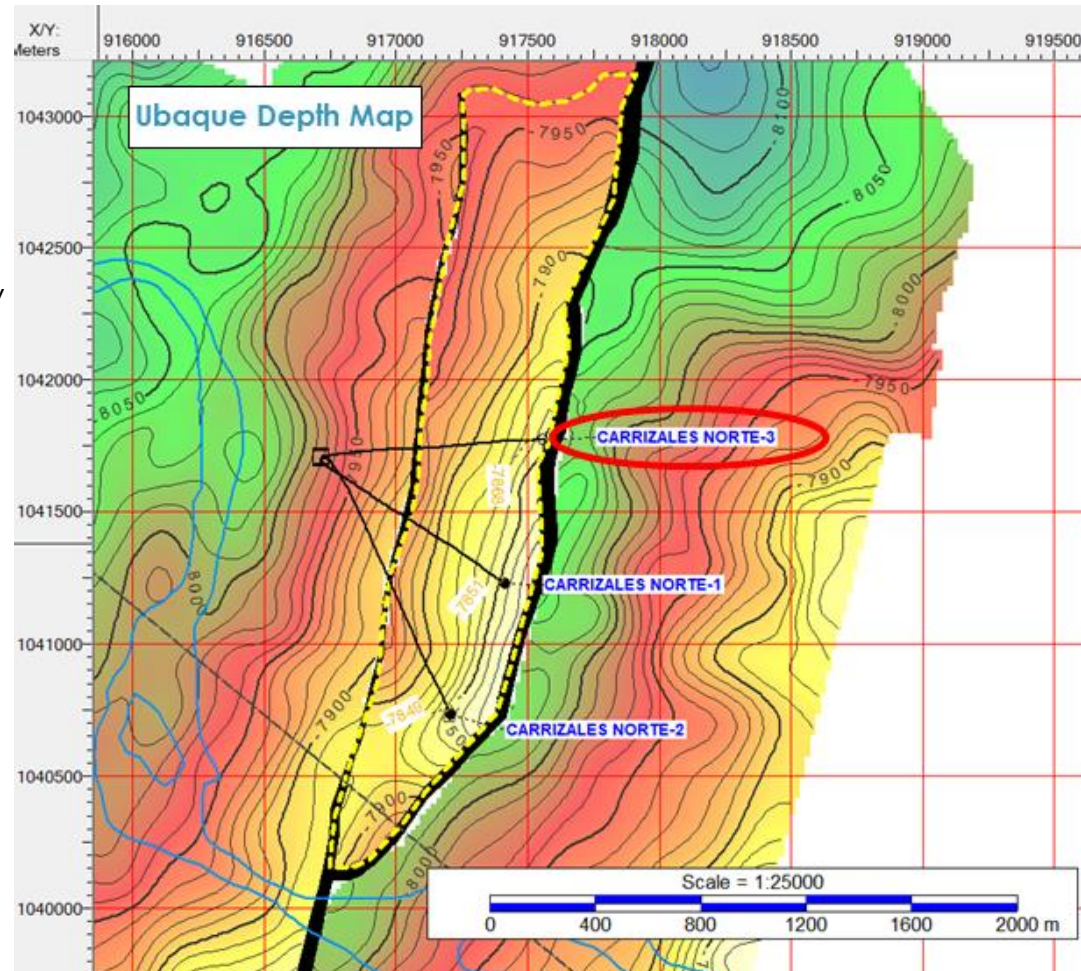 X/Y:
Meters
916000 916500 917000 917500 918000 918500 919000 919500
Ubaque Depth Map
1043000
1042500
1042000
1041500
1041000
1040500
1040000
-7950
-7950
-8100
-8050
-7900
-8000
-7950
8050
CARRIZALES NORTE-3
-7900
CARRIZALES NORTE-1
-7900
CARRIZALES NORTE-2
-7900
-8000
Scale = 1:25000
0 400 800 1200 1600 2000 m